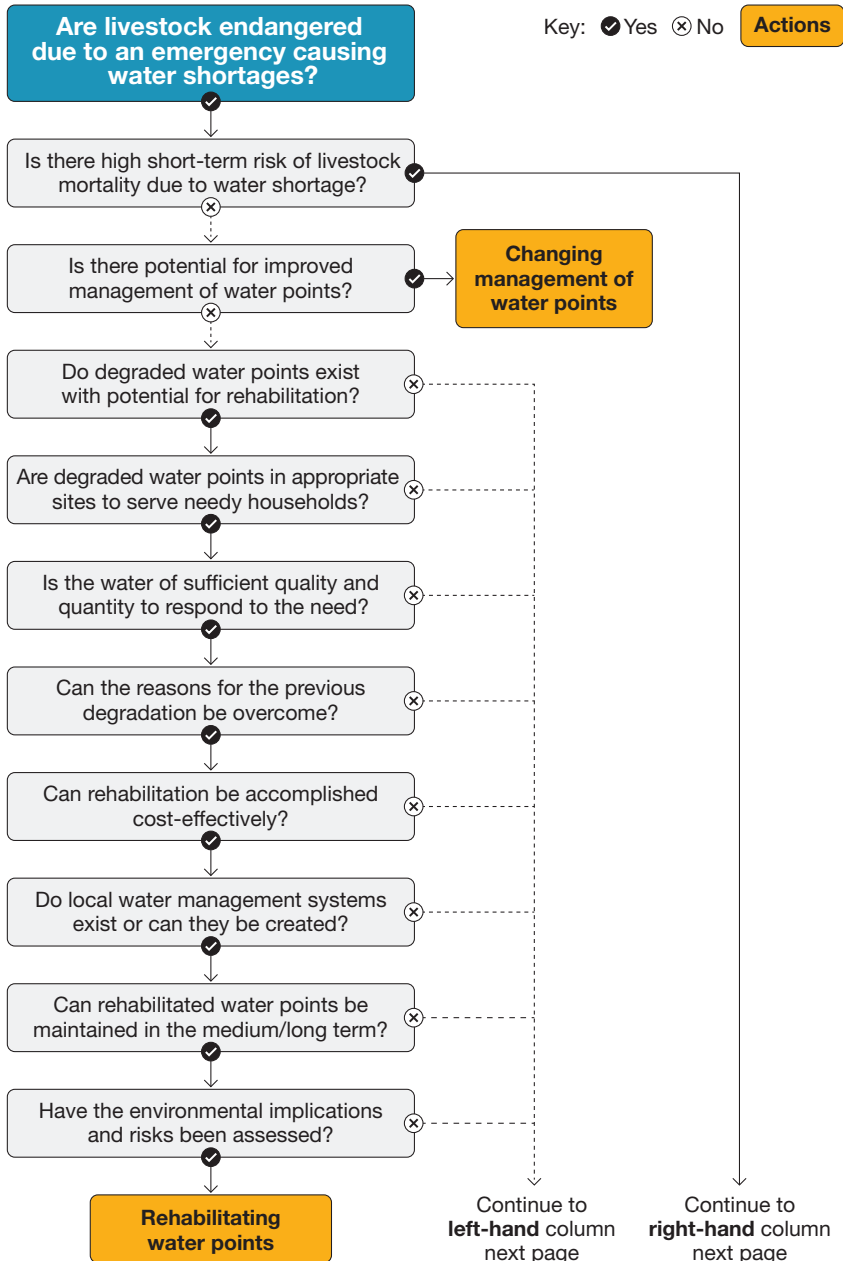 Are livestock endangered
due to an emergency causing
water shortages?
Key: Yes No Actions
Is there high short-term risk of livestock
mortality due to water shortage?
Is there potential for improved
management of water points?
Changing
management of
water points
Do degraded water points exist
with potential for rehabilitation?
Are degraded water points in appropriate
sites to serve needy households?
Is the water of sufficient quality and
quantity to respond to the need?
Can the reasons for the previous
degradation be overcome?
Can rehabilitation be accomplished
cost-effectively?
Do local water management systems
exist or can they be created?
Can rehabilitated water points be
maintained in the medium/long term?
Have the environmental implications
and risks been assessed?
Rehabilitating
water points
Continue to
left-hand column
next page
Continue to
right-hand column
next page